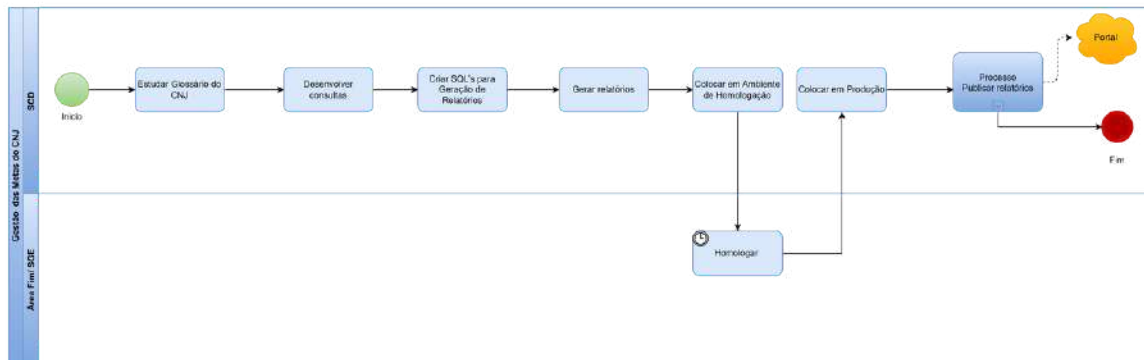 Gestão das Metas do CNJ
SCD
Início
Estudar Glossário do
CNJ
Desenvolver
consultas
Criar SQL's para
Geração de
Relatórios
Gerar relatórios
Colocar em Ambiente
de Homologação
Colocar em Produção
Processo
Publicar relatórios
Portal
Fim
Área Fim/ SGE
Homologar